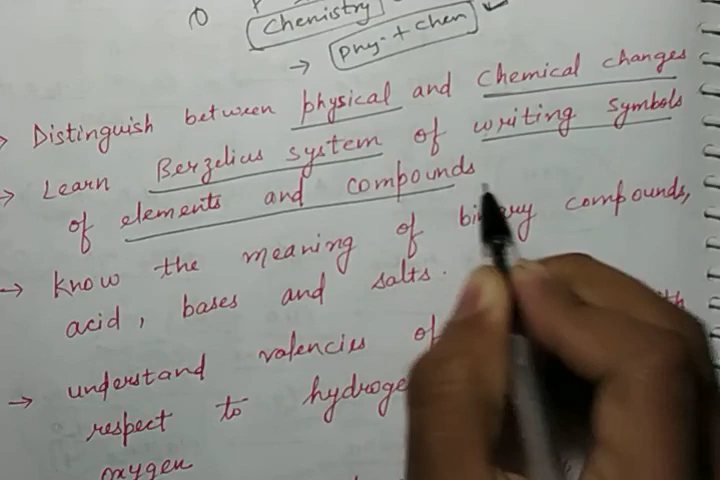 Chemistry
→ phy. + chem
→ Distinguish between physical and chemical changes
→ Learn Berzelius system of writing symbols
of elements and compounds
→ Know the meaning of binary compounds,
acid, bases and salts.
→ understand valencies of
respect to
oxygen